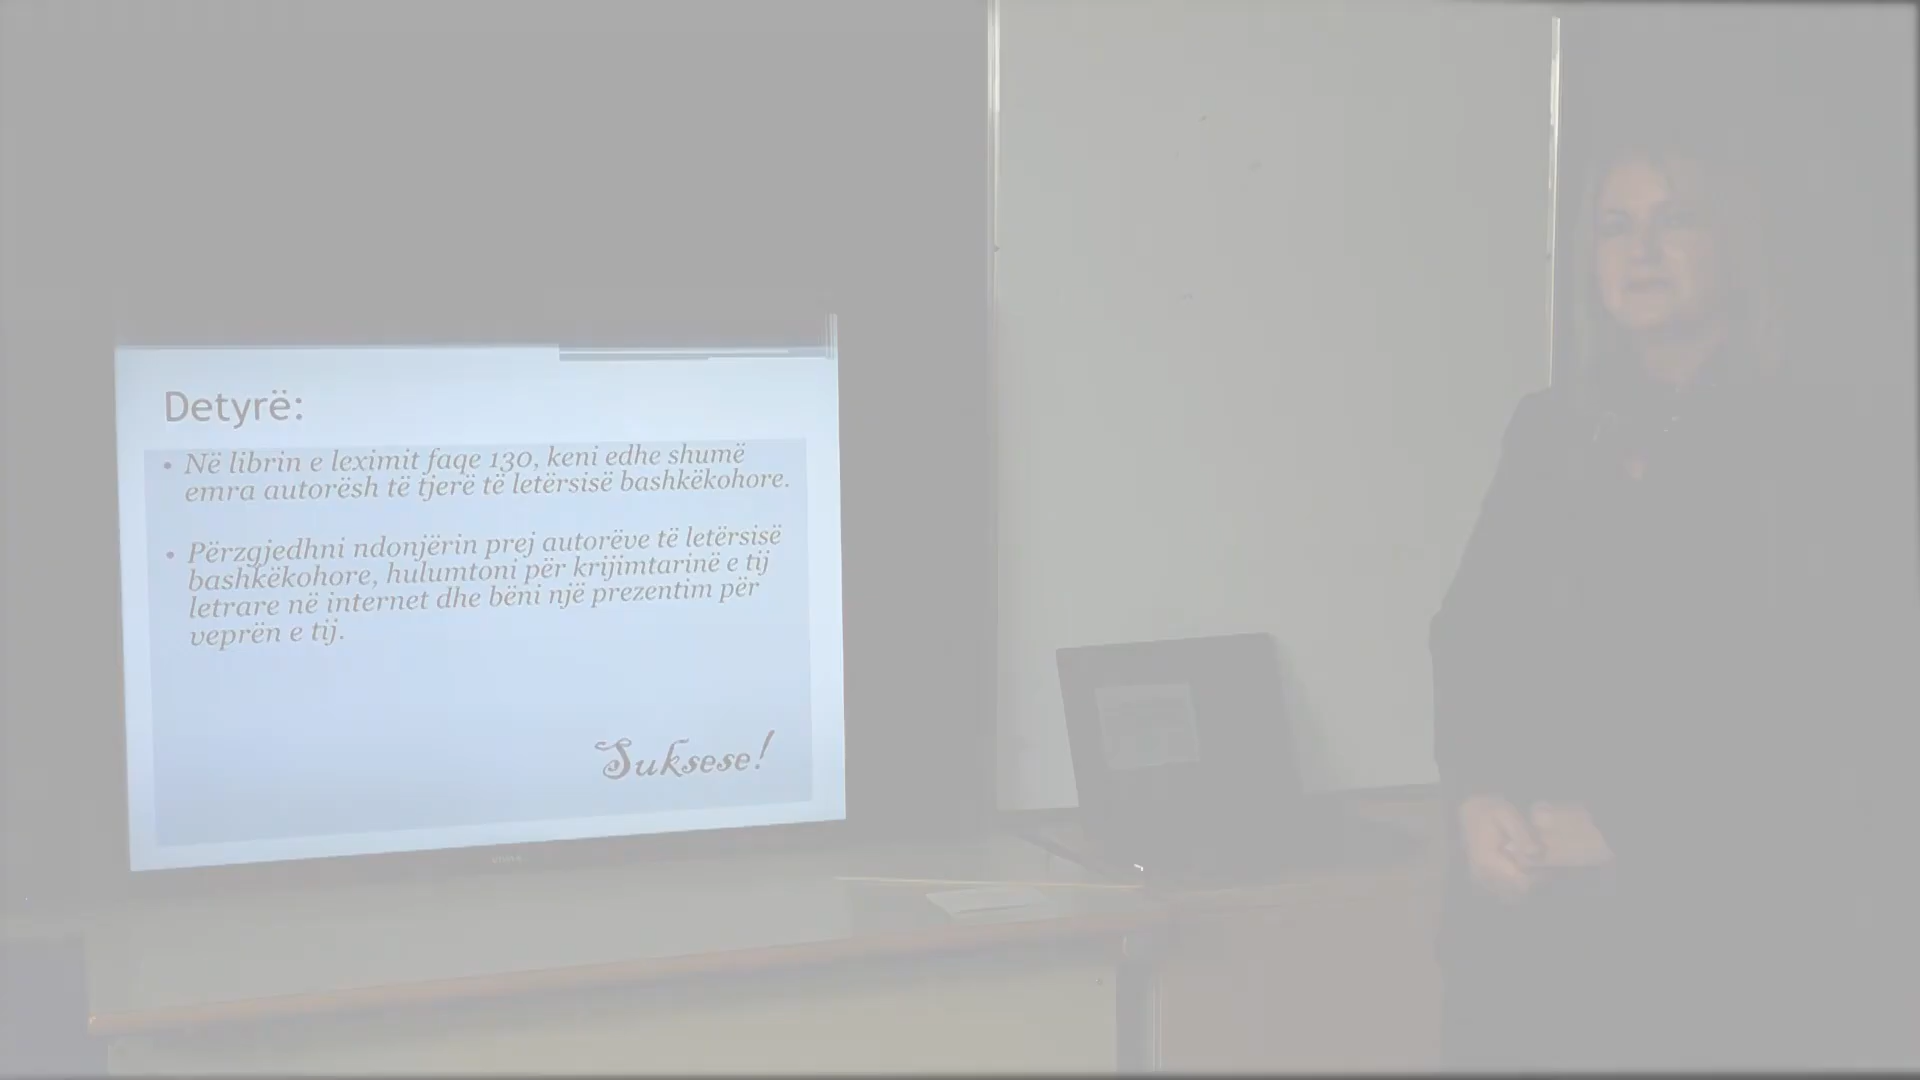 Detyrë:
• Në librin e leximit faqe 130, keni edhe shumë
emra autorësh të tjerë të letërsisë bashkëkohore.
• Përzgjedhni ndonjërin prej autorëve të letërsisë
bashkëkohore, hulumtoni për krijimtarinë e tij
letrare në internet dhe bëni një prezentim për
veprën e tij.
Suksese!